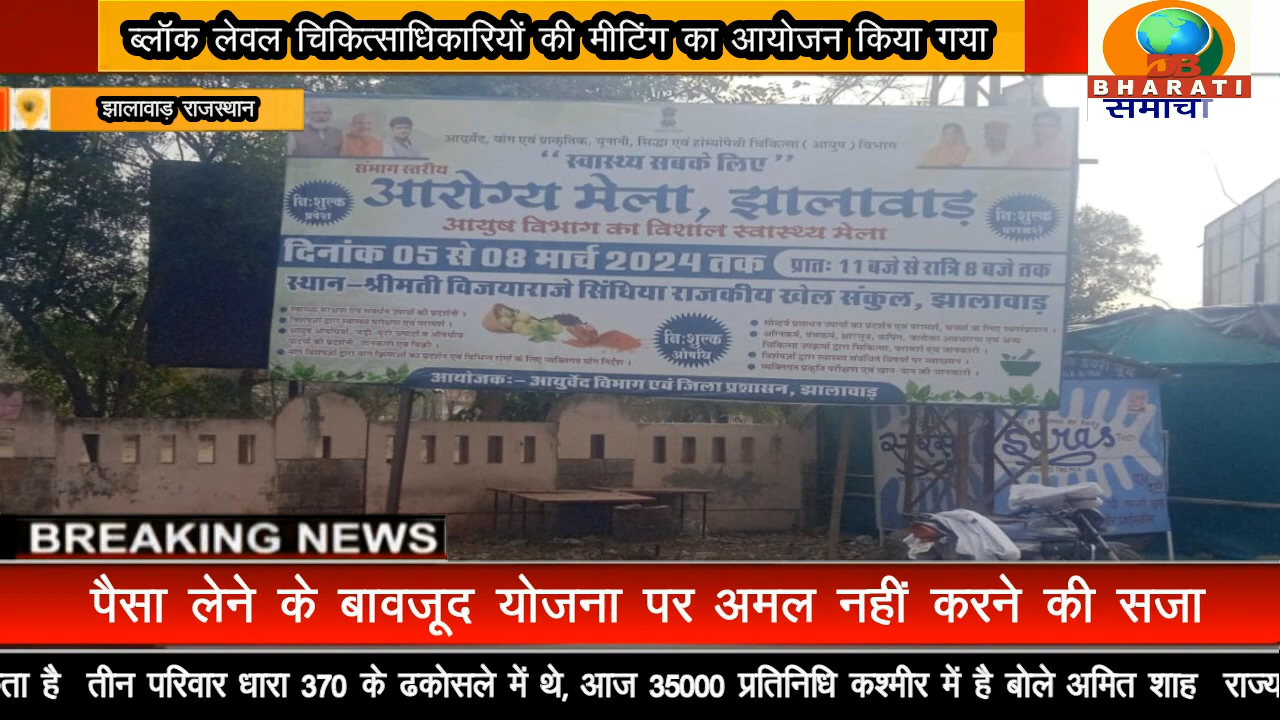 ब्लॉक लेवल चिकित्साधिकारियों की मीटिंग का आयोजन किया गया
BHARATI
समाचा
झालावाड़ राजस्थान
आयुर्वेद, योग एवं प्राकृतिक, यूनानी, सिद्धा एवं होम्योपैथी चिकित्सा ( आयुष ) विभाग
“ स्वास्थ्य सबके लिए ”
संभाग स्तरीय
आरोग्य मेला, झालावाड़
नि:शुल्क
प्रवेश
नि:शुल्क
परामर्श
आयुष विभाग का विशाल स्वास्थ्य मेला
दिनांक 05 से 08 मार्च 2024 तक
प्रातः 11 बजे से रात्रि 8 बजे तक
स्थान-श्रीमती विजयाराजे सिंधिया राजकीय खेल संकुल, झालावाड़
नि:शुल्क
औषधि
आयोजक:- आयुर्वेद विभाग एवं जिला प्रशासन, झालावाड़
BREAKING NEWS
पैसा लेने के बावजूद योजना पर अमल नहीं करने की सजा
ता है तीन परिवार धारा 370 के ढकोसले में थे, आज 35000 प्रतिनिधि कश्मीर में है बोले अमित शाह राज्य